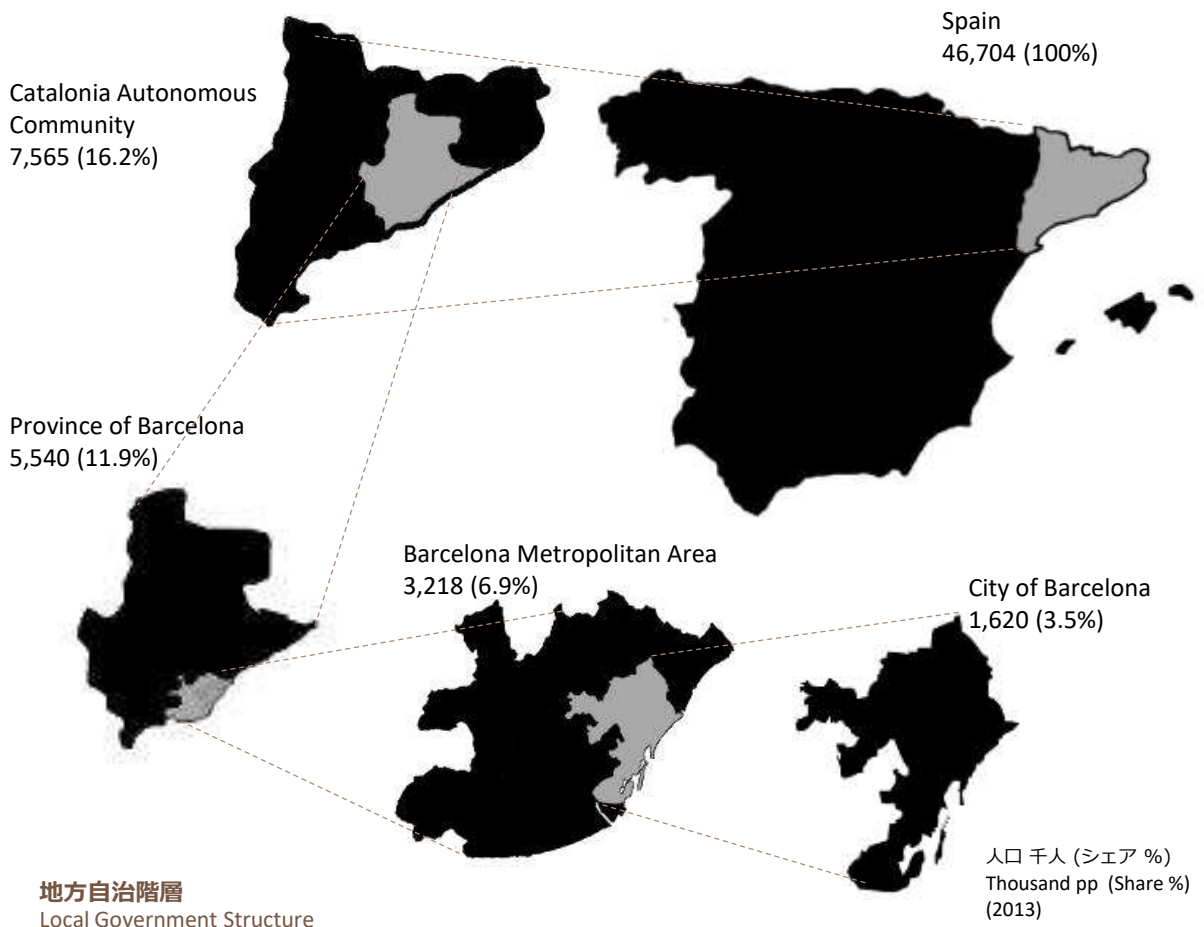 Spain
46,704 (100%)
Catalonia Autonomous
Community
7,565 (16.2%)
Province of Barcelona
5,540 (11.9%)
Barcelona Metropolitan Area
3,218 (6.9%)
City of Barcelona
1,620 (3.5%)
人口 千人 (シェア %)
Thousand pp (Share %)
(2013)
地方自治階層
Local Government Structure